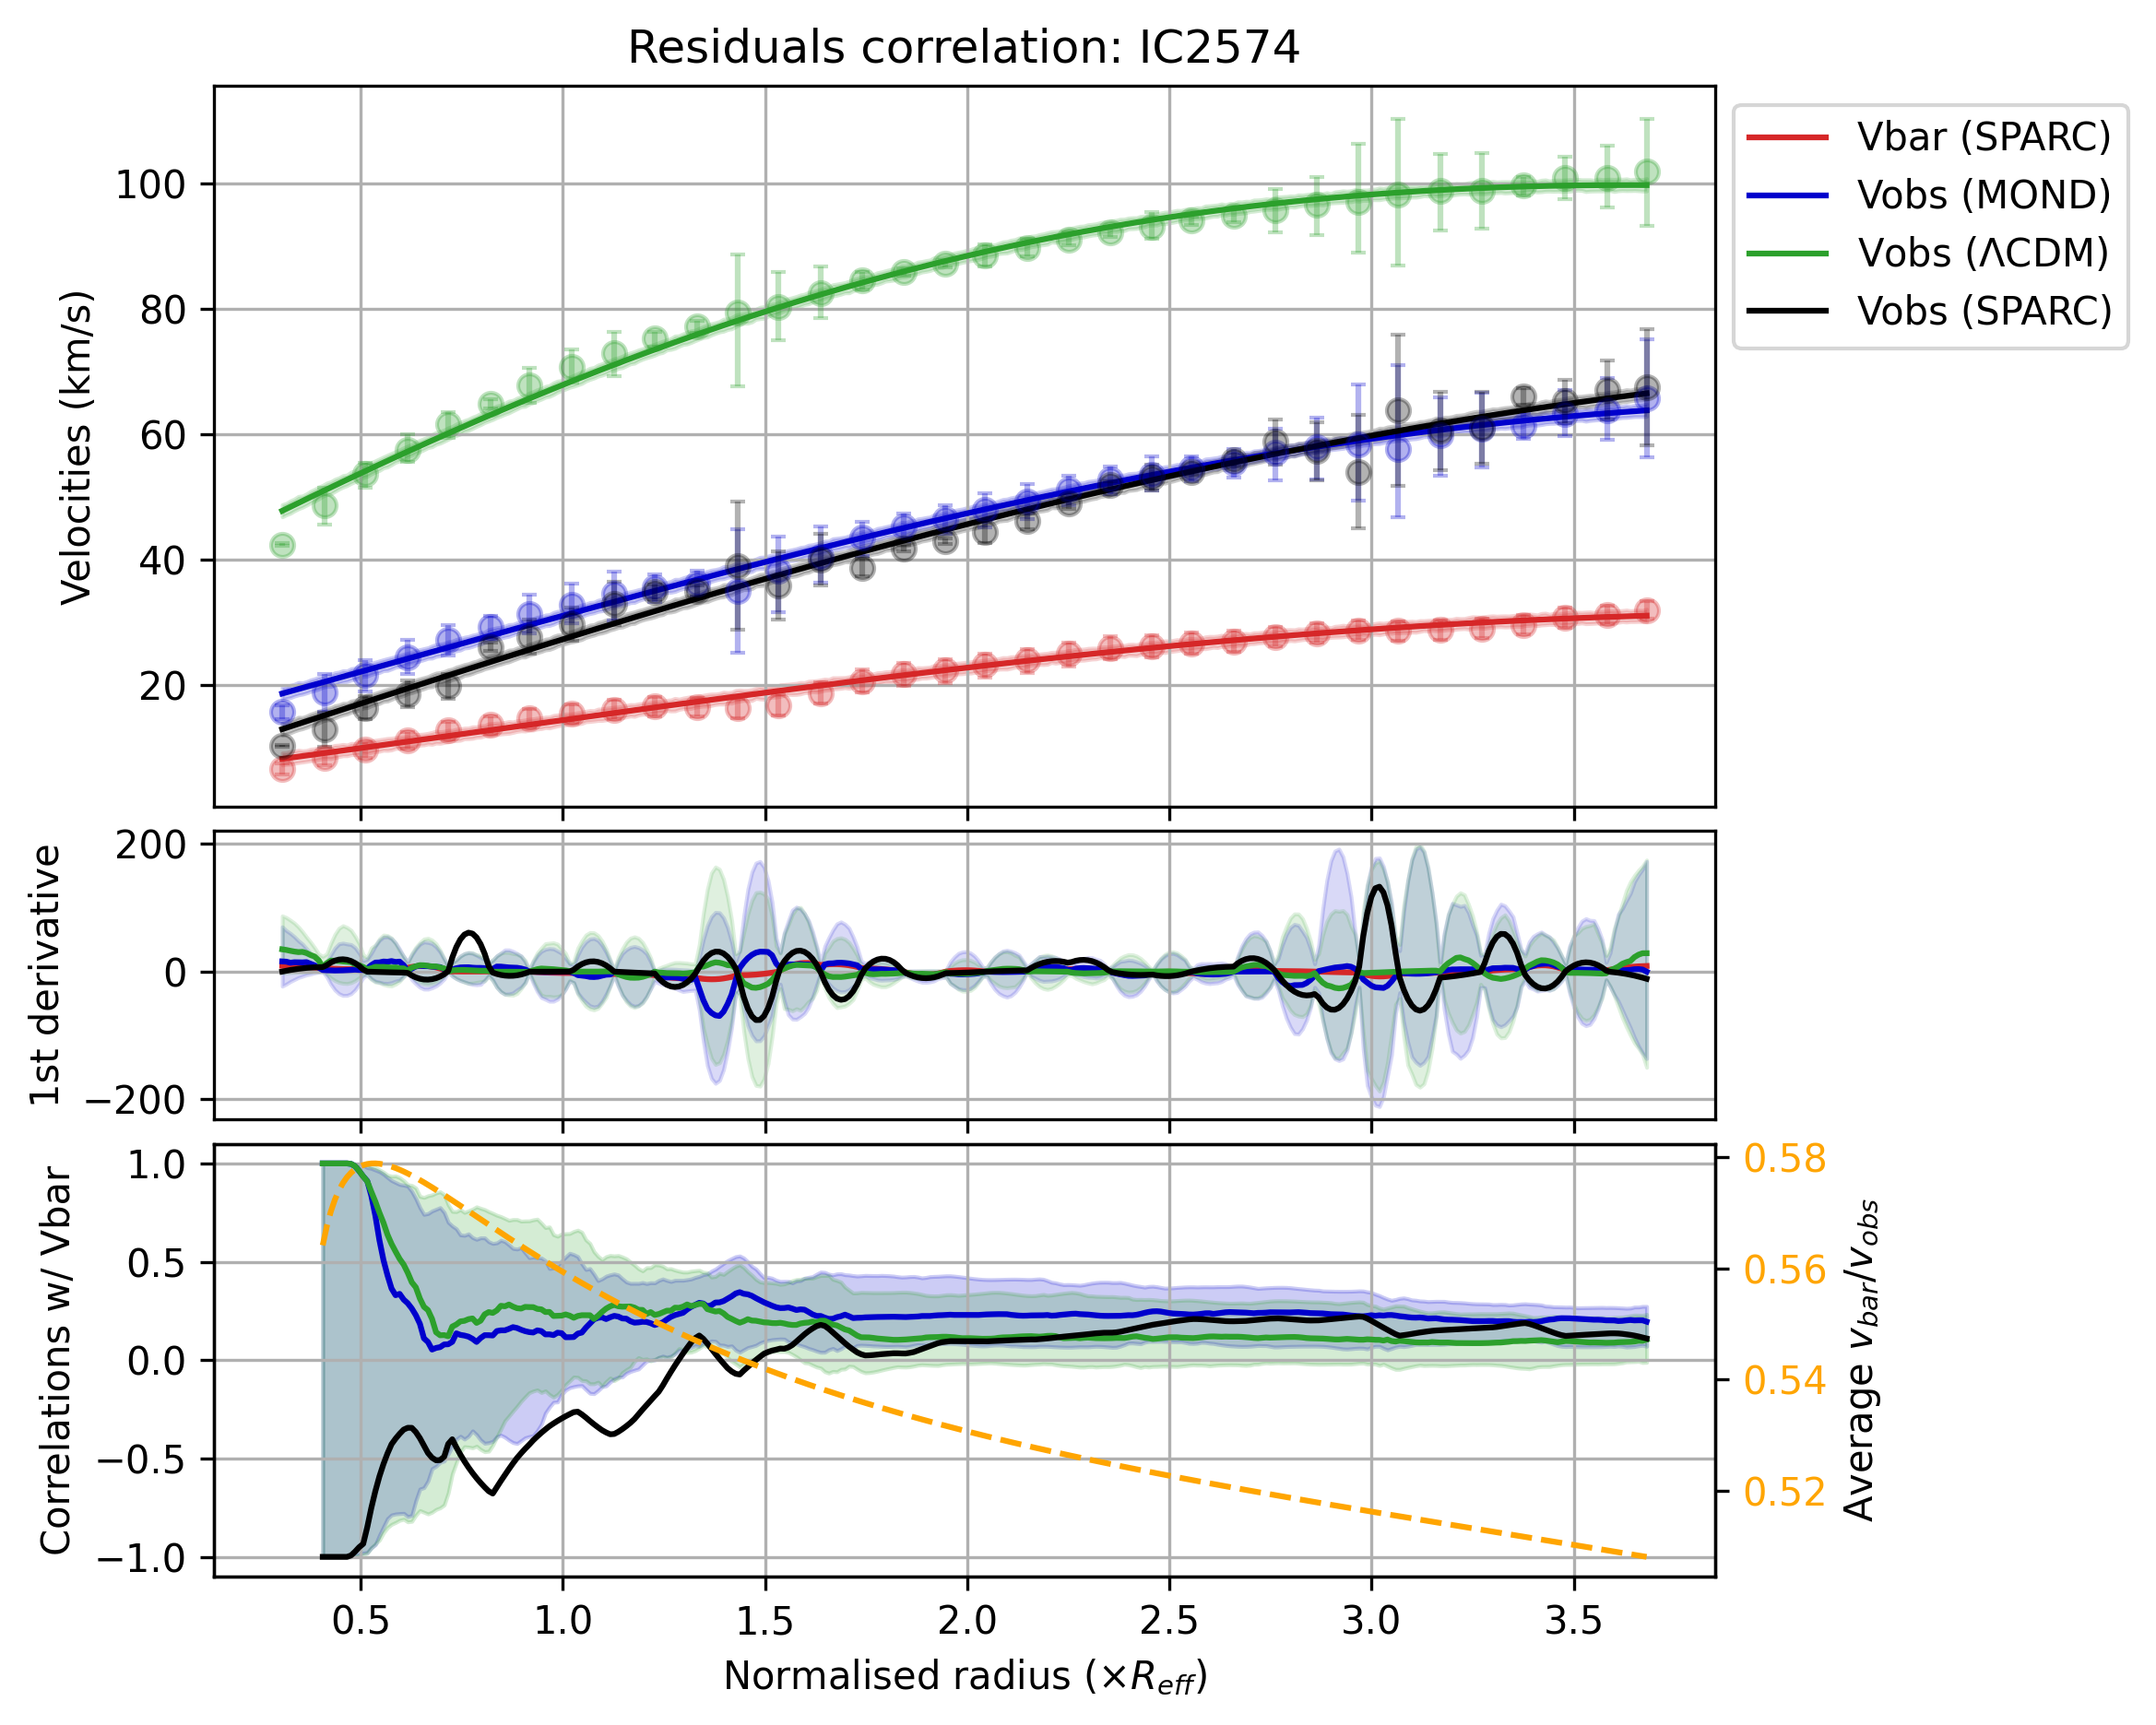 Residuals correlation: IC2574
Velocities (km/s)
100
80
60
40
20
Vbar (SPARC)
Vobs (MOND)
Vobs (ΛCDM)
Vobs (SPARC)
1st derivative
200
0
−200
Correlations w/ Vbar
1.0
0.5
0.0
−0.5
−1.0
0.58
0.56
0.54
0.52
Average v_bar/v_obs
0.5 1.0 1.5 2.0 2.5 3.0 3.5
Normalised radius (×R_eff)